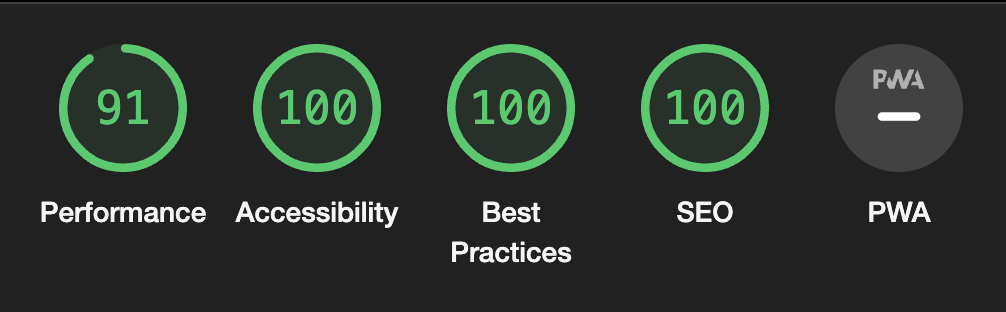 91
100
100
100
PWA
Performance
Accessibility
Best
Practices
SEO
PWA